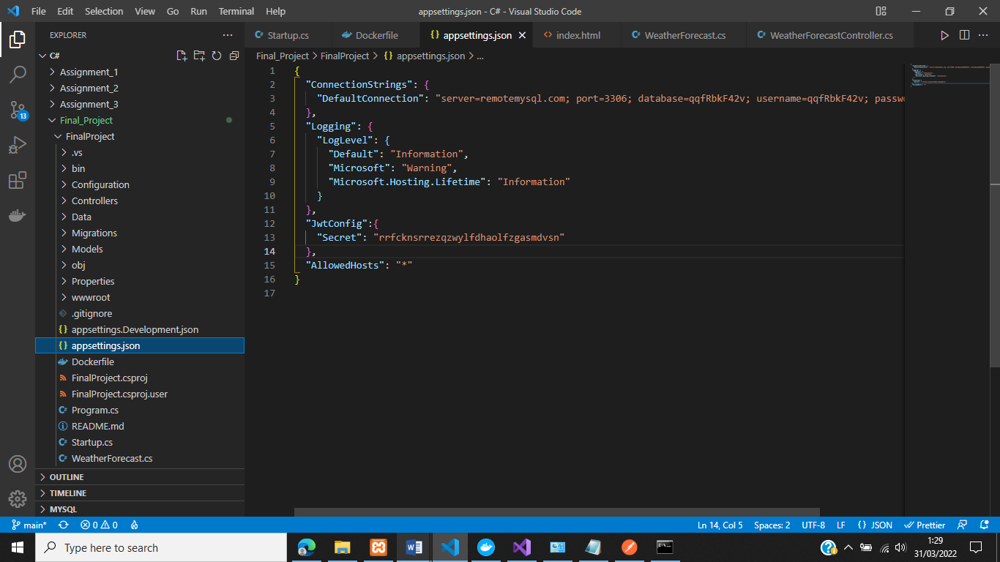 File Edit Selection View Go Run Terminal Help
appsettings.json - C# - Visual Studio Code
EXPLORER
C#
Assignment_1
Assignment_2
Assignment_3
Final_Project
FinalProject
.vs
bin
Configuration
Controllers
Data
Migrations
Models
obj
Properties
wwwroot
.gitignore
appsettings.Development.json
appsettings.json
Dockerfile
FinalProject.csproj
FinalProject.csproj.user
Program.cs
README.md
Startup.cs
WeatherForecast.cs
OUTLINE
TIMELINE
MYSQL
13
Startup.cs Dockerfile {} appsettings.json index.html WeatherForecast.cs WeatherForecastController.cs
Final_Project > FinalProject > {} appsettings.json > ...
1 {
2 "ConnectionStrings": {
3 "DefaultConnection": "server=remotemysql.com; port=3306; database=qqfRbkF42v; username=qqfRbkF42v; passw
4 },
5 "Logging": {
6 "LogLevel": {
7 "Default": "Information",
8 "Microsoft": "Warning",
9 "Microsoft.Hosting.Lifetime": "Information"
10 }
11 },
12 "JwtConfig":{
13 "Secret": "rrfcknsrrezqzwylfdhaolfzgasmdvsn"
14 },
15 "AllowedHosts": "*"
16 }
17
main* 0 0 Ln 14, Col 5 Spaces: 2 UTF-8 LF {} JSON Prettier
Type here to search
1:29
31/03/2022